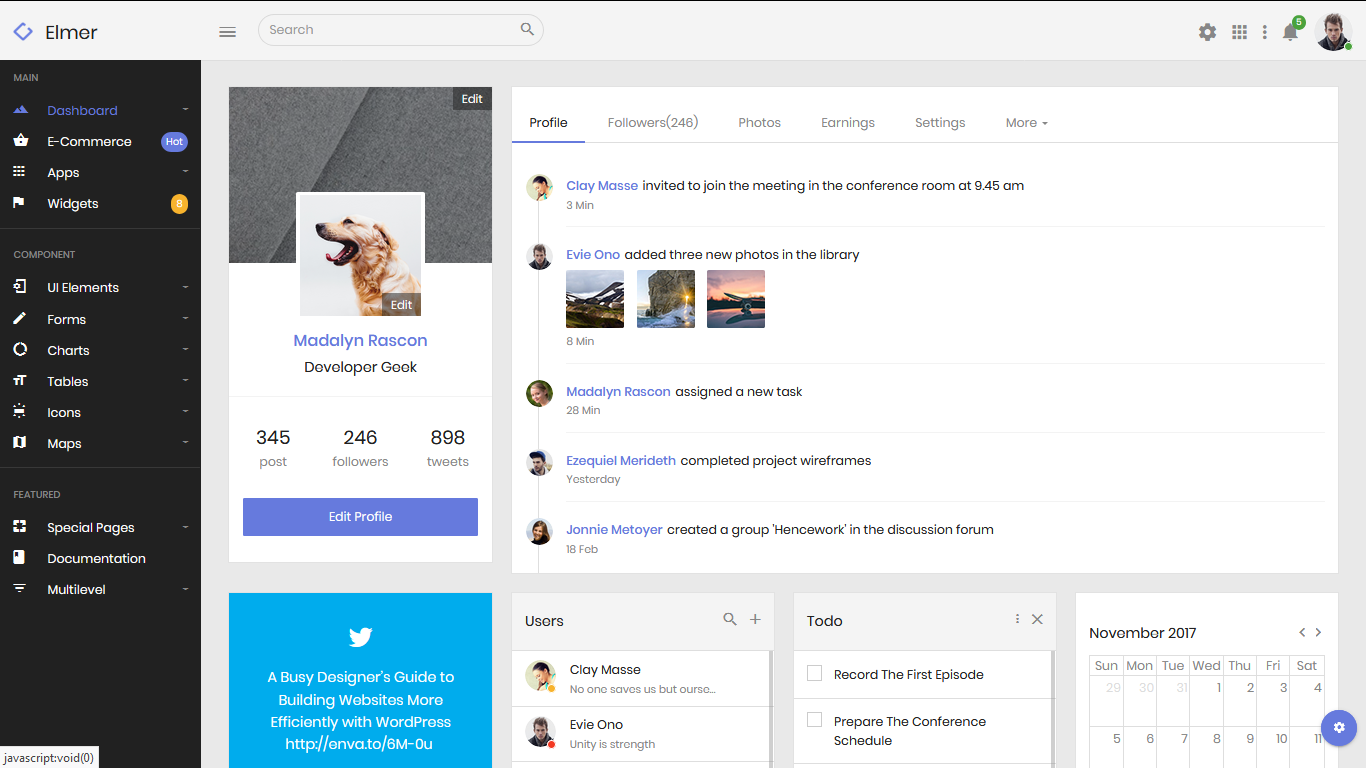 Elmer
Search
5
MAIN
Dashboard
E-Commerce Hot
Apps
Widgets 8
COMPONENT
UI Elements
Forms
Charts
Tables
Icons
Maps
FEATURED
Special Pages
Documentation
Multilevel
javascript:void(0)
Edit
Edit
Madalyn Rascon
Developer Geek
345 246 898
post followers tweets
Edit Profile
Profile Followers(246) Photos Earnings Settings More
Clay Masse invited to join the meeting in the conference room at 9.45 am
3 Min
Evie Ono added three new photos in the library
8 Min
Madalyn Rascon assigned a new task
28 Min
Ezequiel Merideth completed project wireframes
Yesterday
Jonnie Metoyer created a group 'Hencework' in the discussion forum
18 Feb
A Busy Designer's Guide to
Building Websites More
Efficiently with WordPress
http://enva.to/6M-0u
Users
Clay Masse
No one saves us but ourse...
Evie Ono
Unity is strength
Todo
Record The First Episode
Prepare The Conference
Schedule
November 2017
Sun Mon Tue Wed Thu Fri Sat
29 30 31 1 2 3 4
5 6 7 8 9 10 11